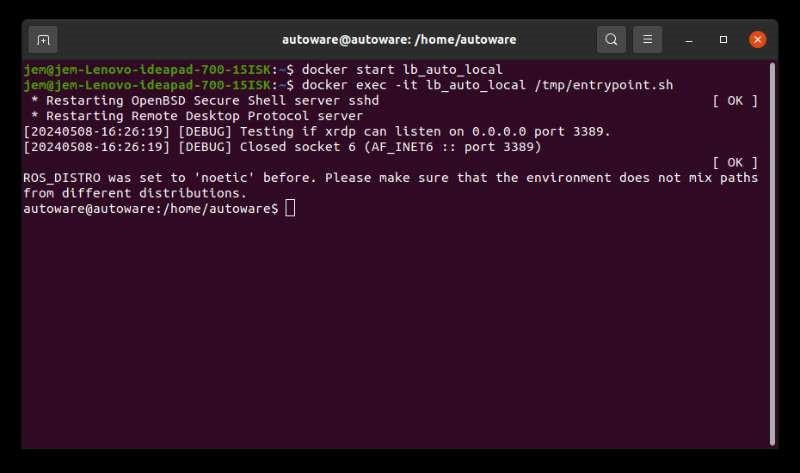 autoware@autoware: /home/autoware
jem@jem-Lenovo-ideapad-700-15ISK:~$ docker start lb_auto_local
jem@jem-Lenovo-ideapad-700-15ISK:~$ docker exec -it lb_auto_local /tmp/entrypoint.sh
* Restarting OpenBSD Secure Shell server sshd [ OK ]
* Restarting Remote Desktop Protocol server
[20240508-16:26:19] [DEBUG] Testing if xrdp can listen on 0.0.0.0 port 3389.
[20240508-16:26:19] [DEBUG] Closed socket 6 (AF_INET6 :: port 3389)
[ OK ]
ROS_DISTRO was set to 'noetic' before. Please make sure that the environment does not mix paths
from different distributions.
autoware@autoware:/home/autoware$